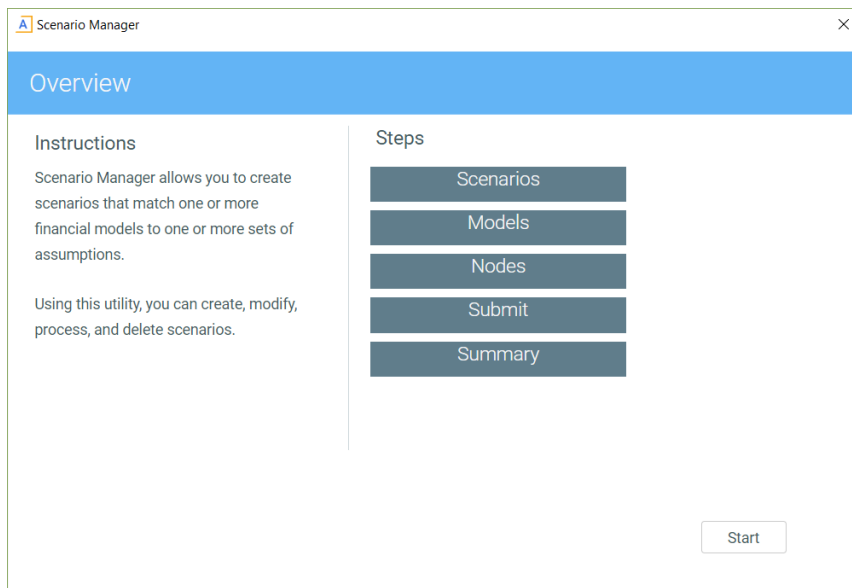 A Scenario Manager
Overview
Instructions
Scenario Manager allows you to create
scenarios that match one or more
financial models to one or more sets of
assumptions.
Using this utility, you can create, modify,
process, and delete scenarios.
Steps
Scenarios
Models
Nodes
Submit
Summary
Start